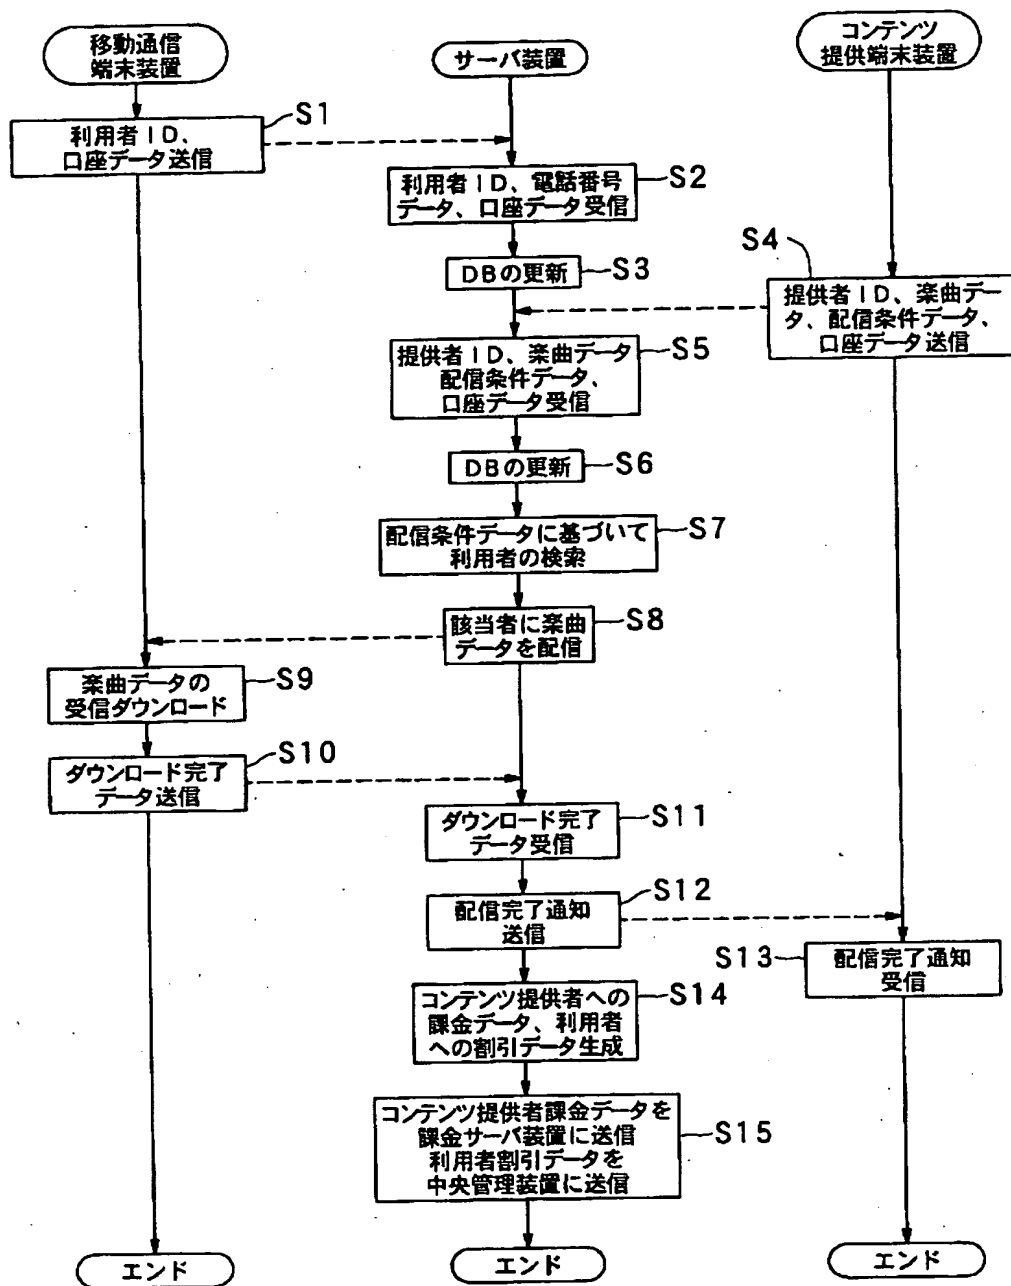 移動通信
端末装置
サーバ装置
コンテンツ
提供端末装置
S1
利用者ID、
口座データ送信
S2
利用者ID、電話番号
データ、口座データ受信
S3
DBの更新
S4
提供者ID、楽曲デー
タ、配信条件データ、
口座データ送信
S5
提供者ID、楽曲データ
配信条件データ、
口座データ受信
S6
DBの更新
S7
配信条件データに基づいて
利用者の検索
S8
該当者に楽曲
データを配信
S9
楽曲データの
受信ダウンロード
S10
ダウンロード完了
データ送信
S11
ダウンロード完了
データ受信
S12
配信完了通知
送信
S13
配信完了通知
受信
S14
コンテンツ提供者への
課金データ、利用者
への割引データ生成
S15
コンテンツ提供者課金データを
課金サーバ装置に送信
利用者割引データを
中央管理装置に送信
エンド
エンド
エンド